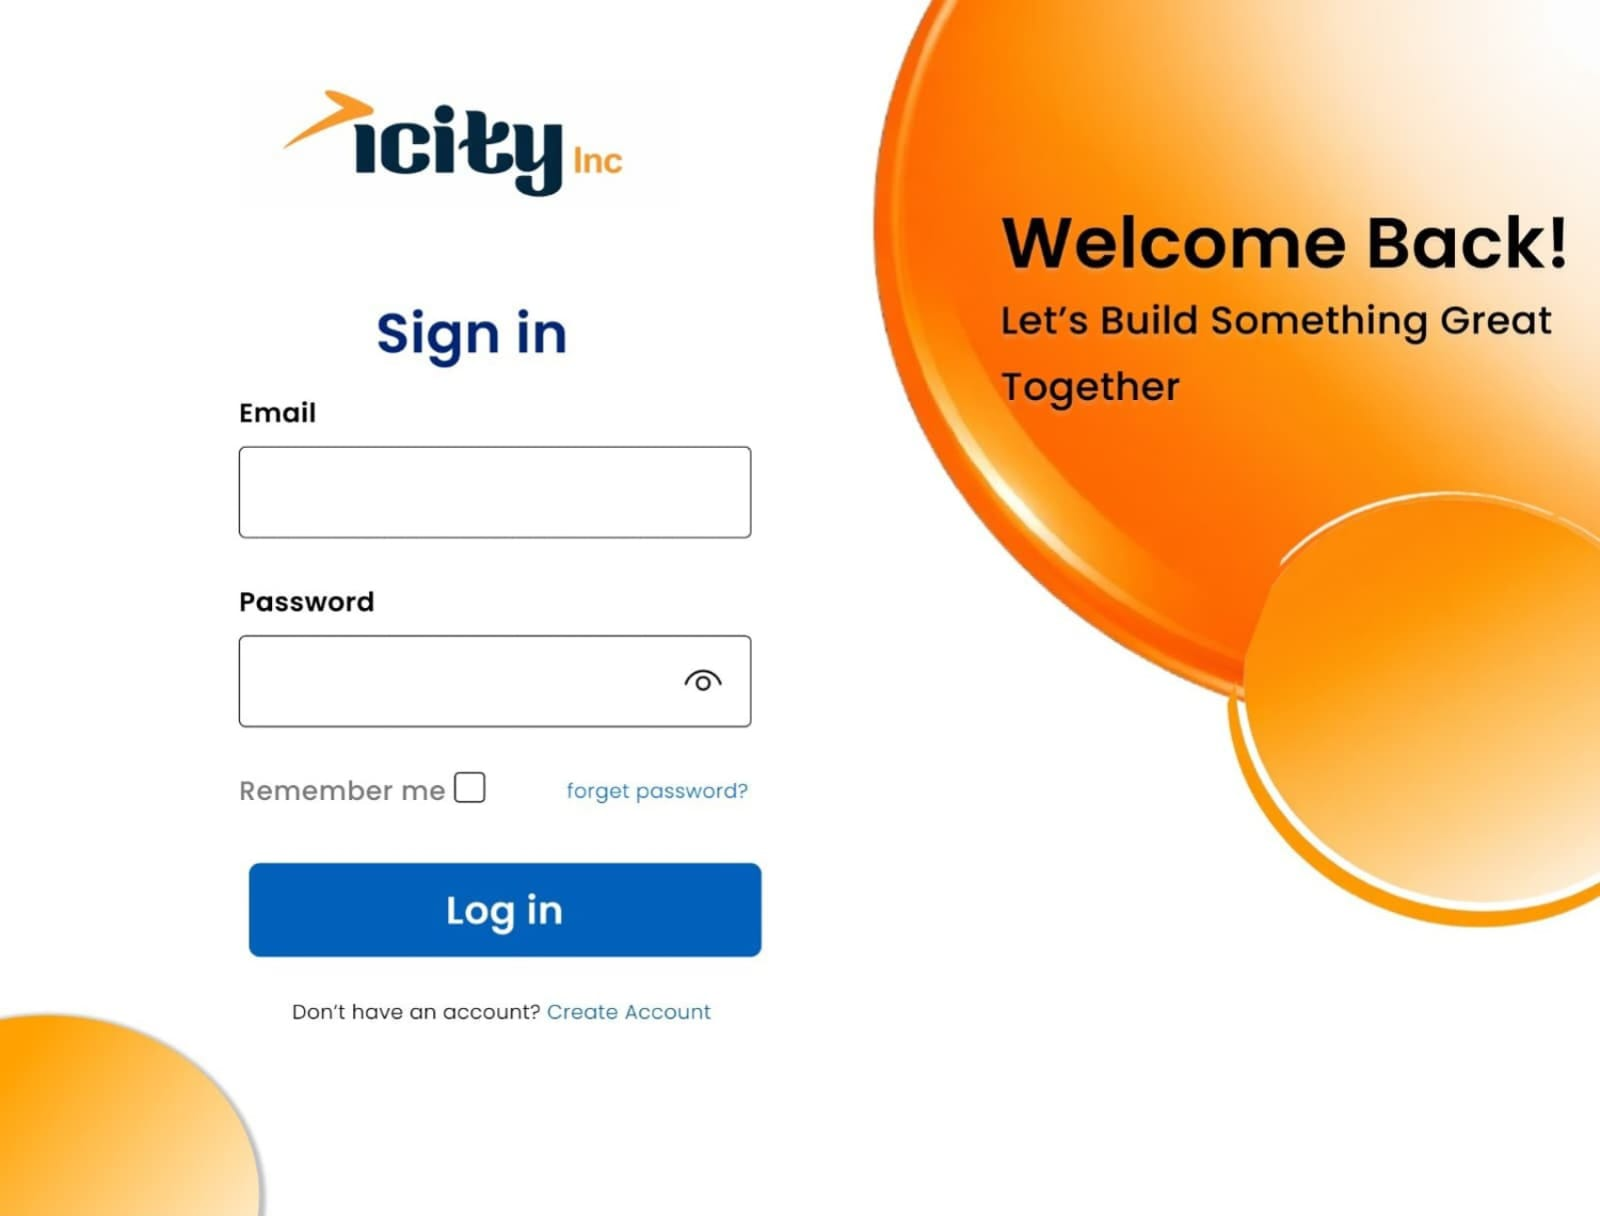 icity Inc
Sign in
Email
Password
Remember me
forget password?
Log in
Don’t have an account? Create Account
Welcome Back!
Let’s Build Something Great
Together